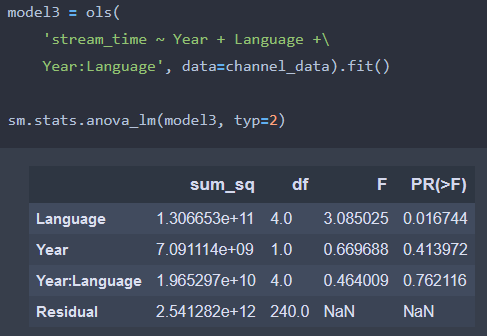 model3 = ols(
'stream_time ~ Year + Language +\
Year:Language', data=channel_data).fit()
sm.stats.anova_lm(model3, typ=2)
sum_sq df F PR(>F)
Language 1.306653e+11 4.0 3.085025 0.016744
Year 7.091114e+09 1.0 0.669688 0.413972
Year:Language 1.965297e+10 4.0 0.464009 0.762116
Residual 2.541282e+12 240.0 NaN NaN